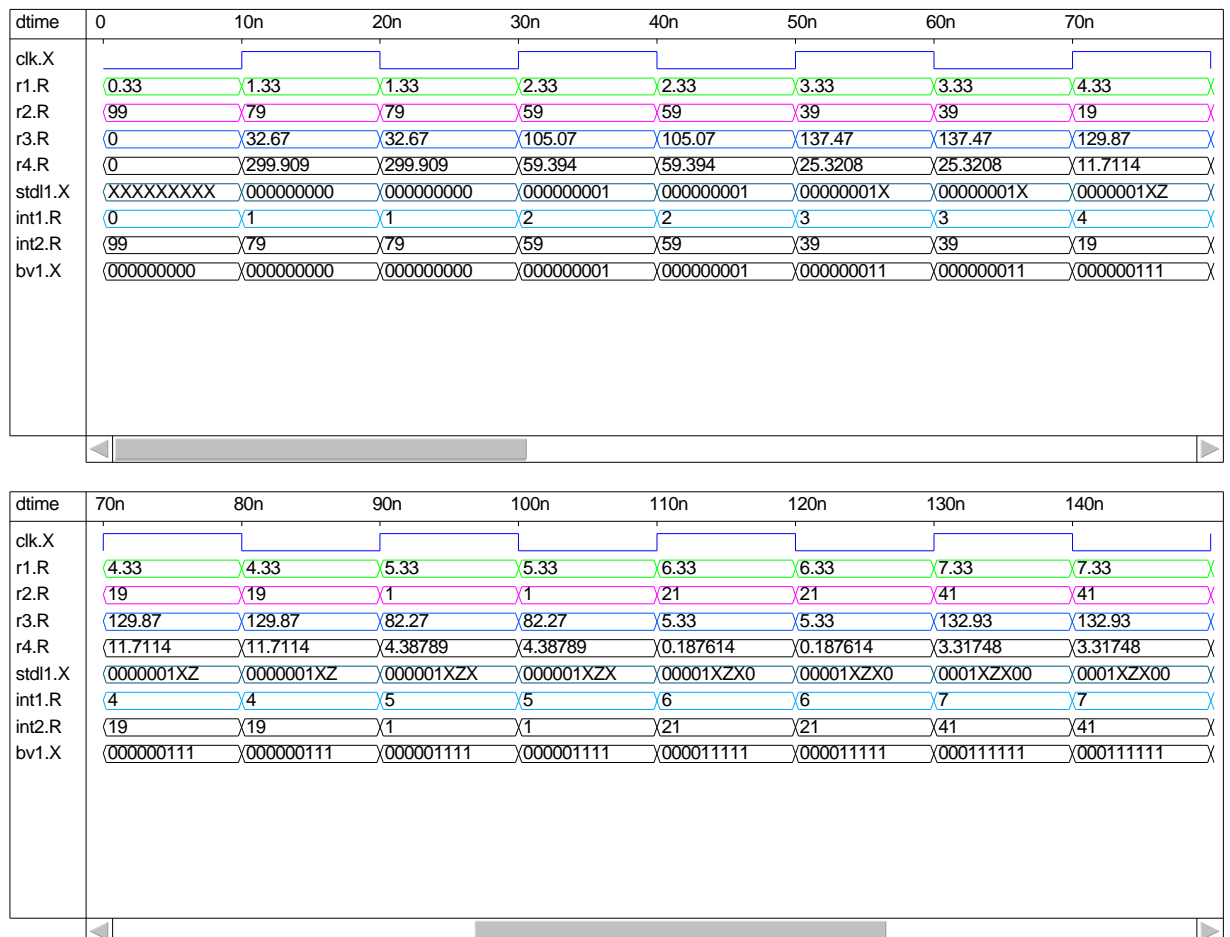 dtime 0 10n 20n 30n 40n 50n 60n 70n
clk.X
r1.R 0.33 1.33 1.33 2.33 2.33 3.33 3.33 4.33
r2.R 99 79 79 59 59 39 39 19
r3.R 0 32.67 32.67 105.07 105.07 137.47 137.47 129.87
r4.R 0 299.909 299.909 59.394 59.394 25.3208 25.3208 11.7114
stdl1.X XXXXXXXXX 000000000 000000000 000000001 000000001 00000001X 00000001X 0000001XZ
int1.R 0 1 1 2 2 3 3 4
int2.R 99 79 79 59 59 39 39 19
bv1.X 000000000 000000000 000000000 000000001 000000001 000000011 000000011 000000111
dtime 70n 80n 90n 100n 110n 120n 130n 140n
clk.X
r1.R 4.33 4.33 5.33 5.33 6.33 6.33 7.33 7.33
r2.R 19 19 1 1 21 21 41 41
r3.R 129.87 129.87 82.27 82.27 5.33 5.33 132.93 132.93
r4.R 11.7114 11.7114 4.38789 4.38789 0.187614 0.187614 3.31748 3.31748
stdl1.X 0000001XZ 0000001XZ 000001XZX 000001XZX 00001XZX0 00001XZX0 0001XZX00 0001XZX00
int1.R 4 4 5 5 6 6 7 7
int2.R 19 19 1 1 21 21 41 41
bv1.X 000000111 000000111 000001111 000001111 000011111 000011111 000111111 000111111